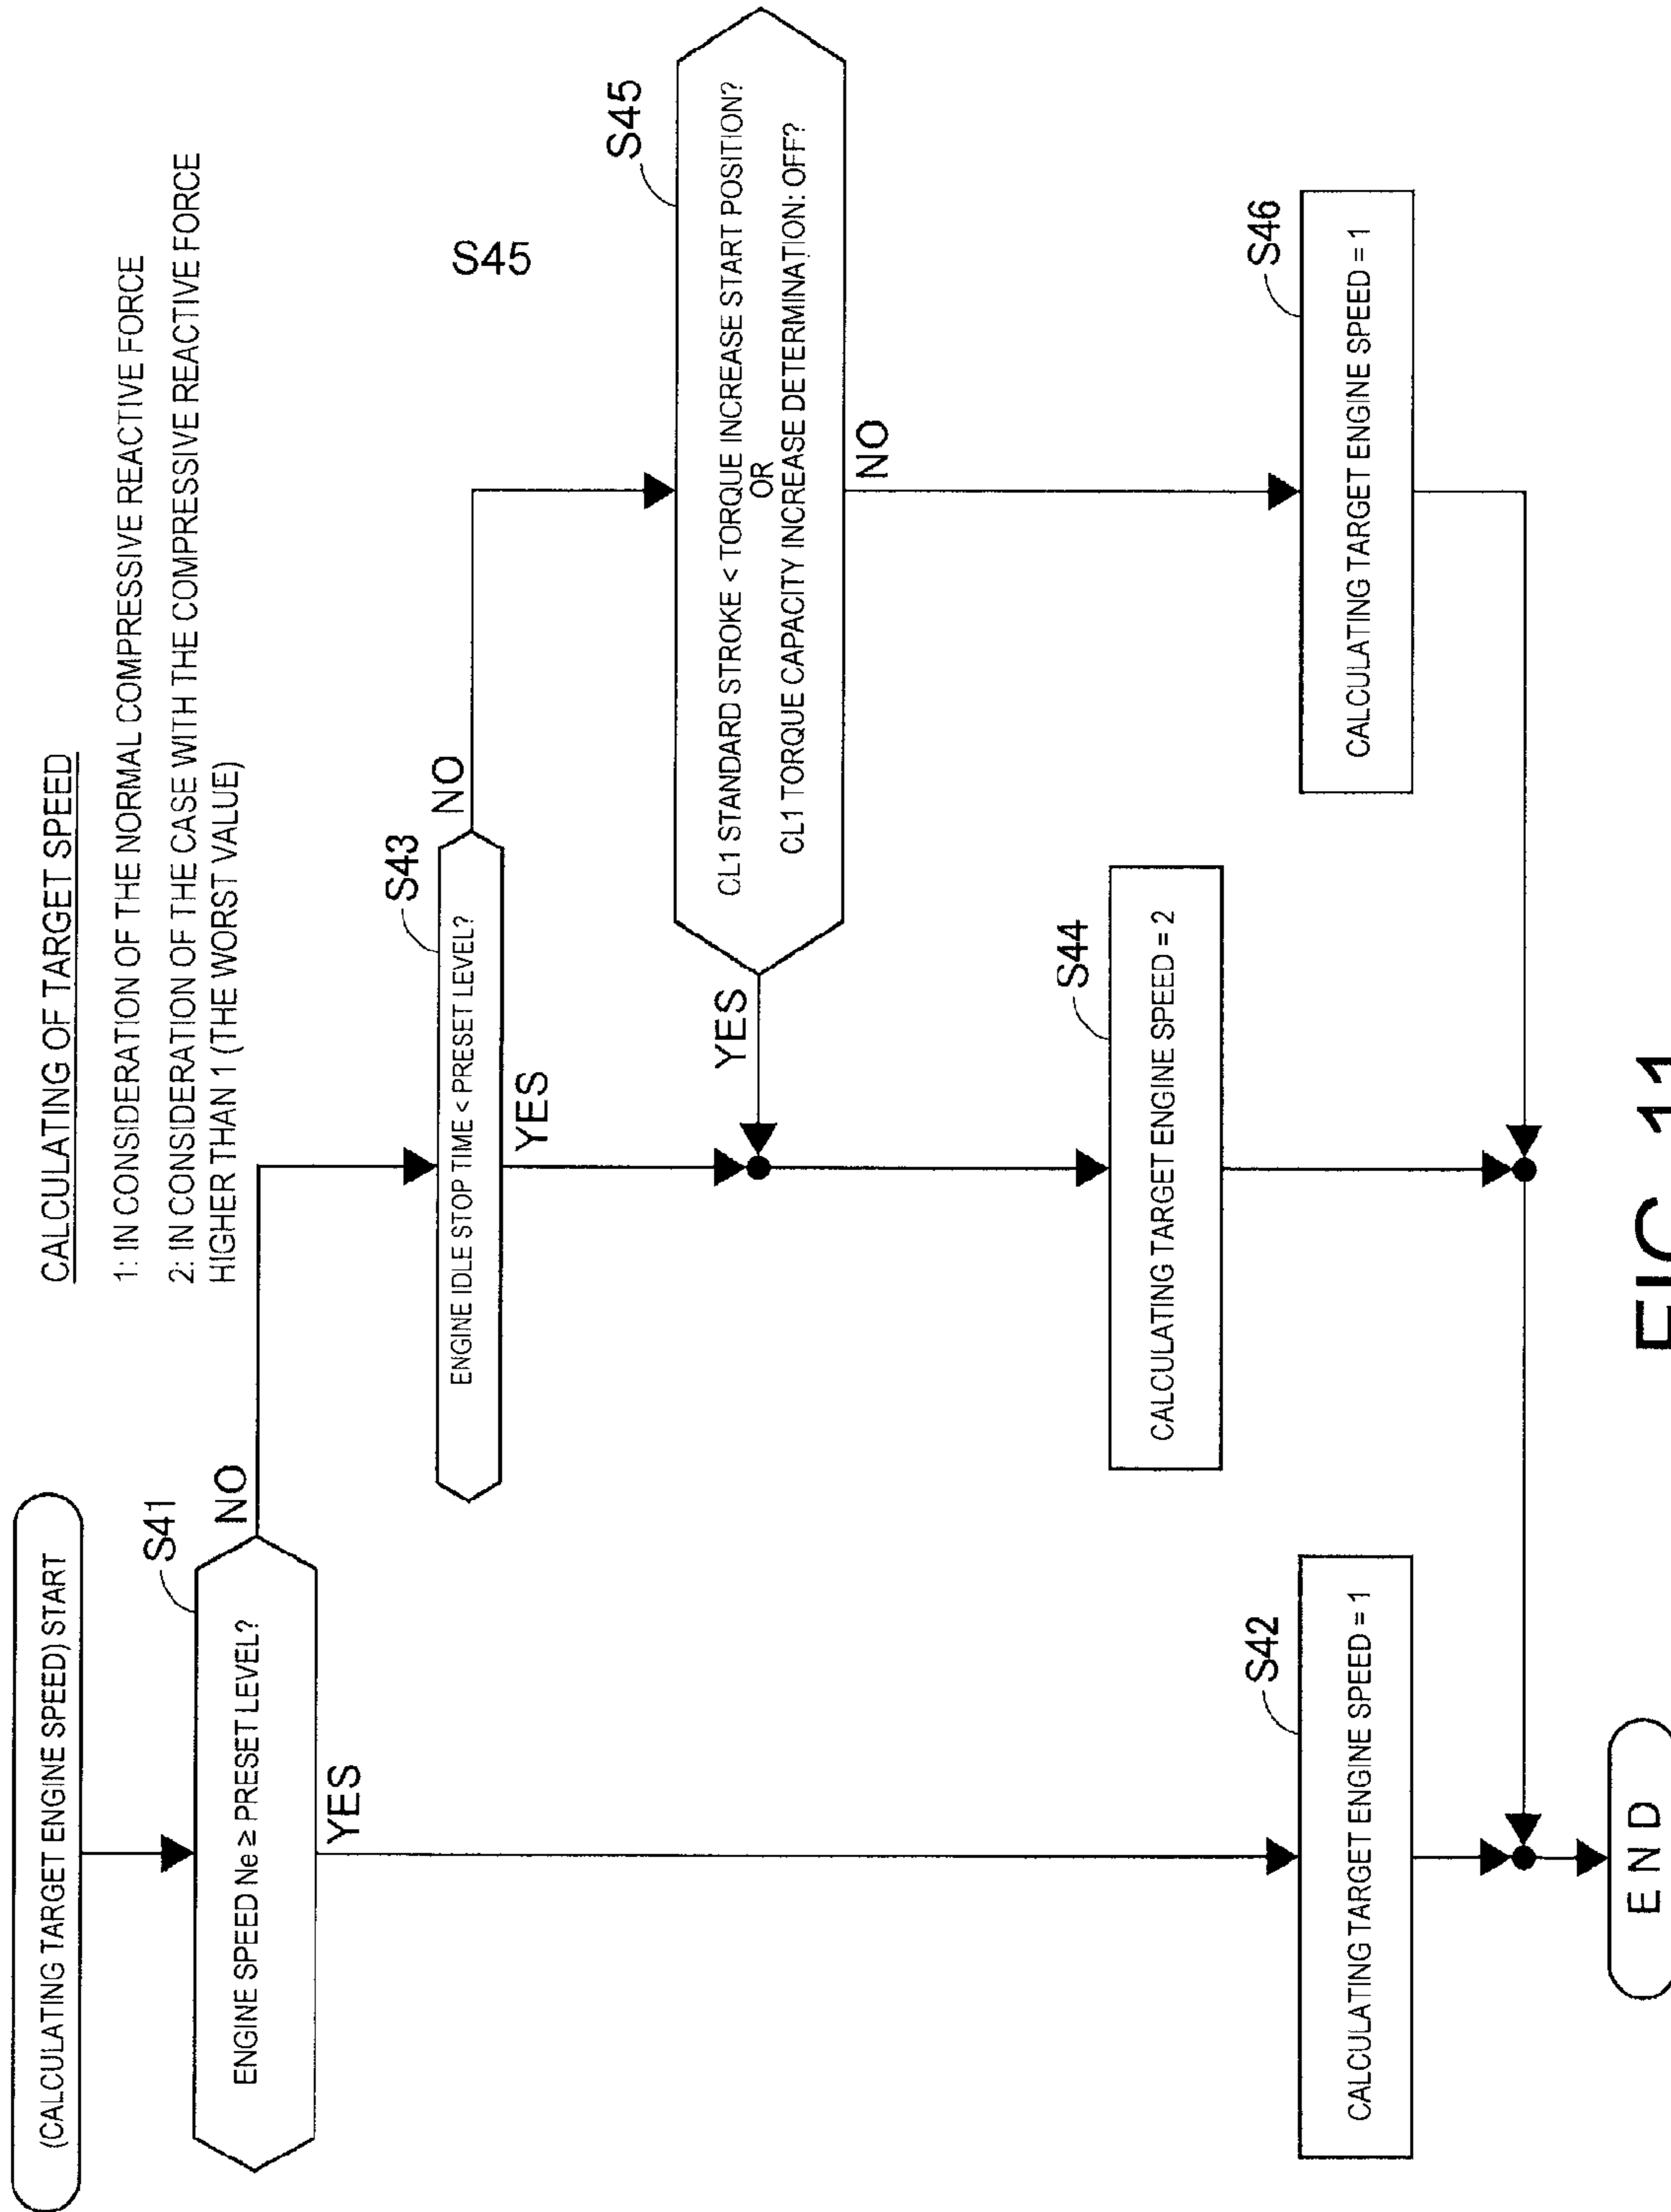 CALCULATING OF TARGET SPEED
1: IN CONSIDERATION OF THE NORMAL COMPRESSIVE REACTIVE FORCE
2: IN CONSIDERATION OF THE CASE WITH THE COMPRESSIVE REACTIVE FORCE
HIGHER THAN 1 (THE WORST VALUE)
(CALCULATING TARGET ENGINE SPEED) START
S41
ENGINE SPEED Ne ≥ PRESET LEVEL?
NO
YES
S43
ENGINE IDLE STOP TIME < PRESET LEVEL?
NO
YES
S45
S45
CL1 STANDARD STROKE < TORQUE INCREASE START POSITION?
OR
CL1 TORQUE CAPACITY INCREASE DETERMINATION: OFF?
YES
NO
S44
CALCULATING TARGET ENGINE SPEED = 2
S42
CALCULATING TARGET ENGINE SPEED = 1
S46
CALCULATING TARGET ENGINE SPEED = 1
END
FIG. 11